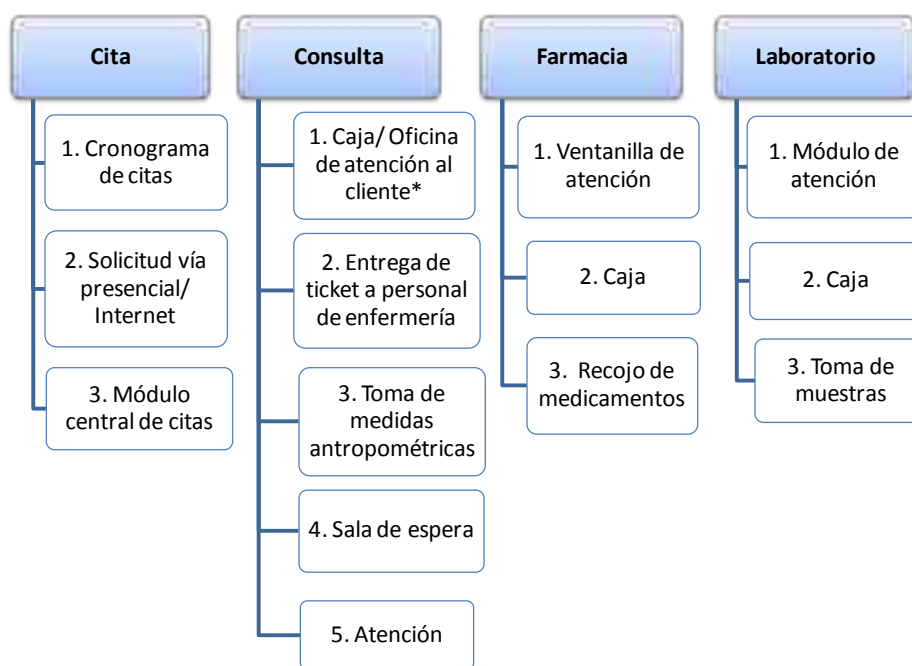 Cita
1. Cronograma
de citas
2. Solicitud vía
presencial/
Internet
3. Módulo
central de citas
Consulta
1. Caja/ Oficina
de atención al
cliente*
2. Entrega de
ticket a personal
de enfermería
3. Toma de
medidas
antropométricas
4. Sala de espera
5. Atención
Farmacia
1. Ventanilla de
atención
2. Caja
3. Recojo de
medicamentos
Laboratorio
1. Módulo de
atención
2. Caja
3. Toma de
muestras